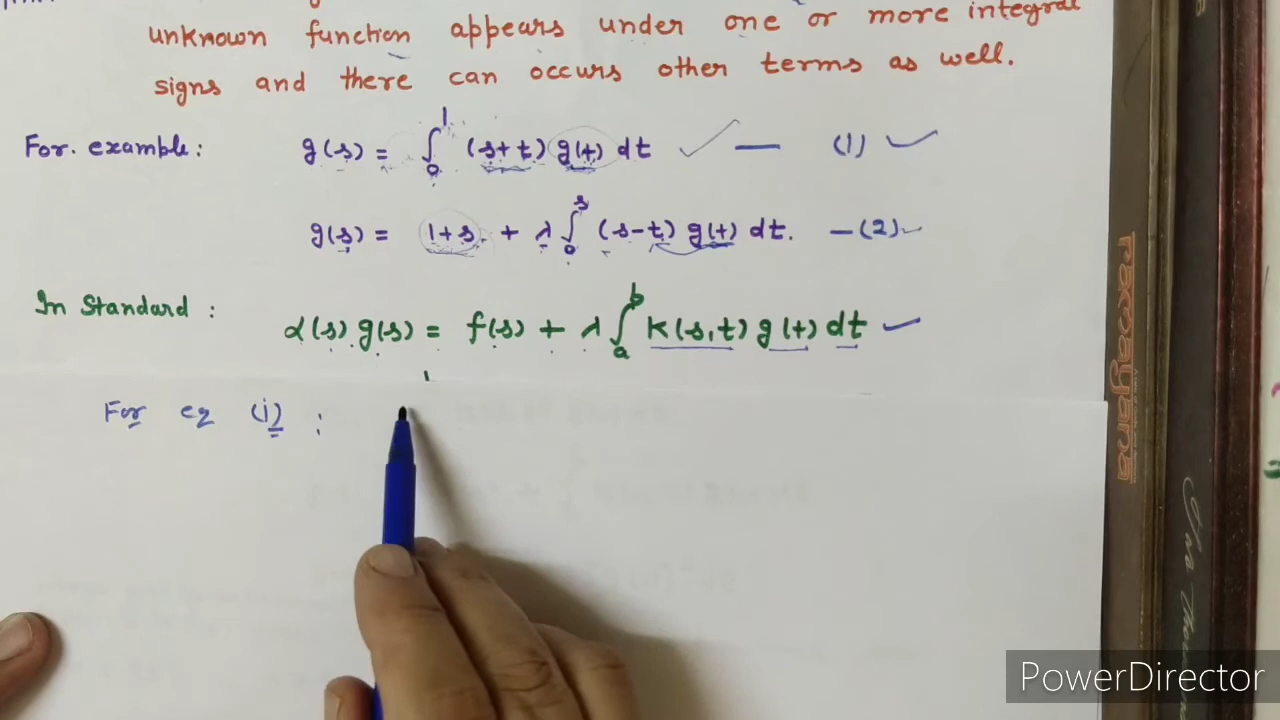 unknown function appears under one or more integral
signs and there can occurs other terms as well.
For. example: g(s) = ∫₀¹ (s+t) g(t) dt — (1)
g(s) = 1+s + λ ∫₀ˢ (s-t) g(t) dt. — (2)
In Standard : α(s) g(s) = f(s) + λ ∫ₐᵇ K(s,t) g(t) dt
For eq (i) :
racoayans
PowerDirector